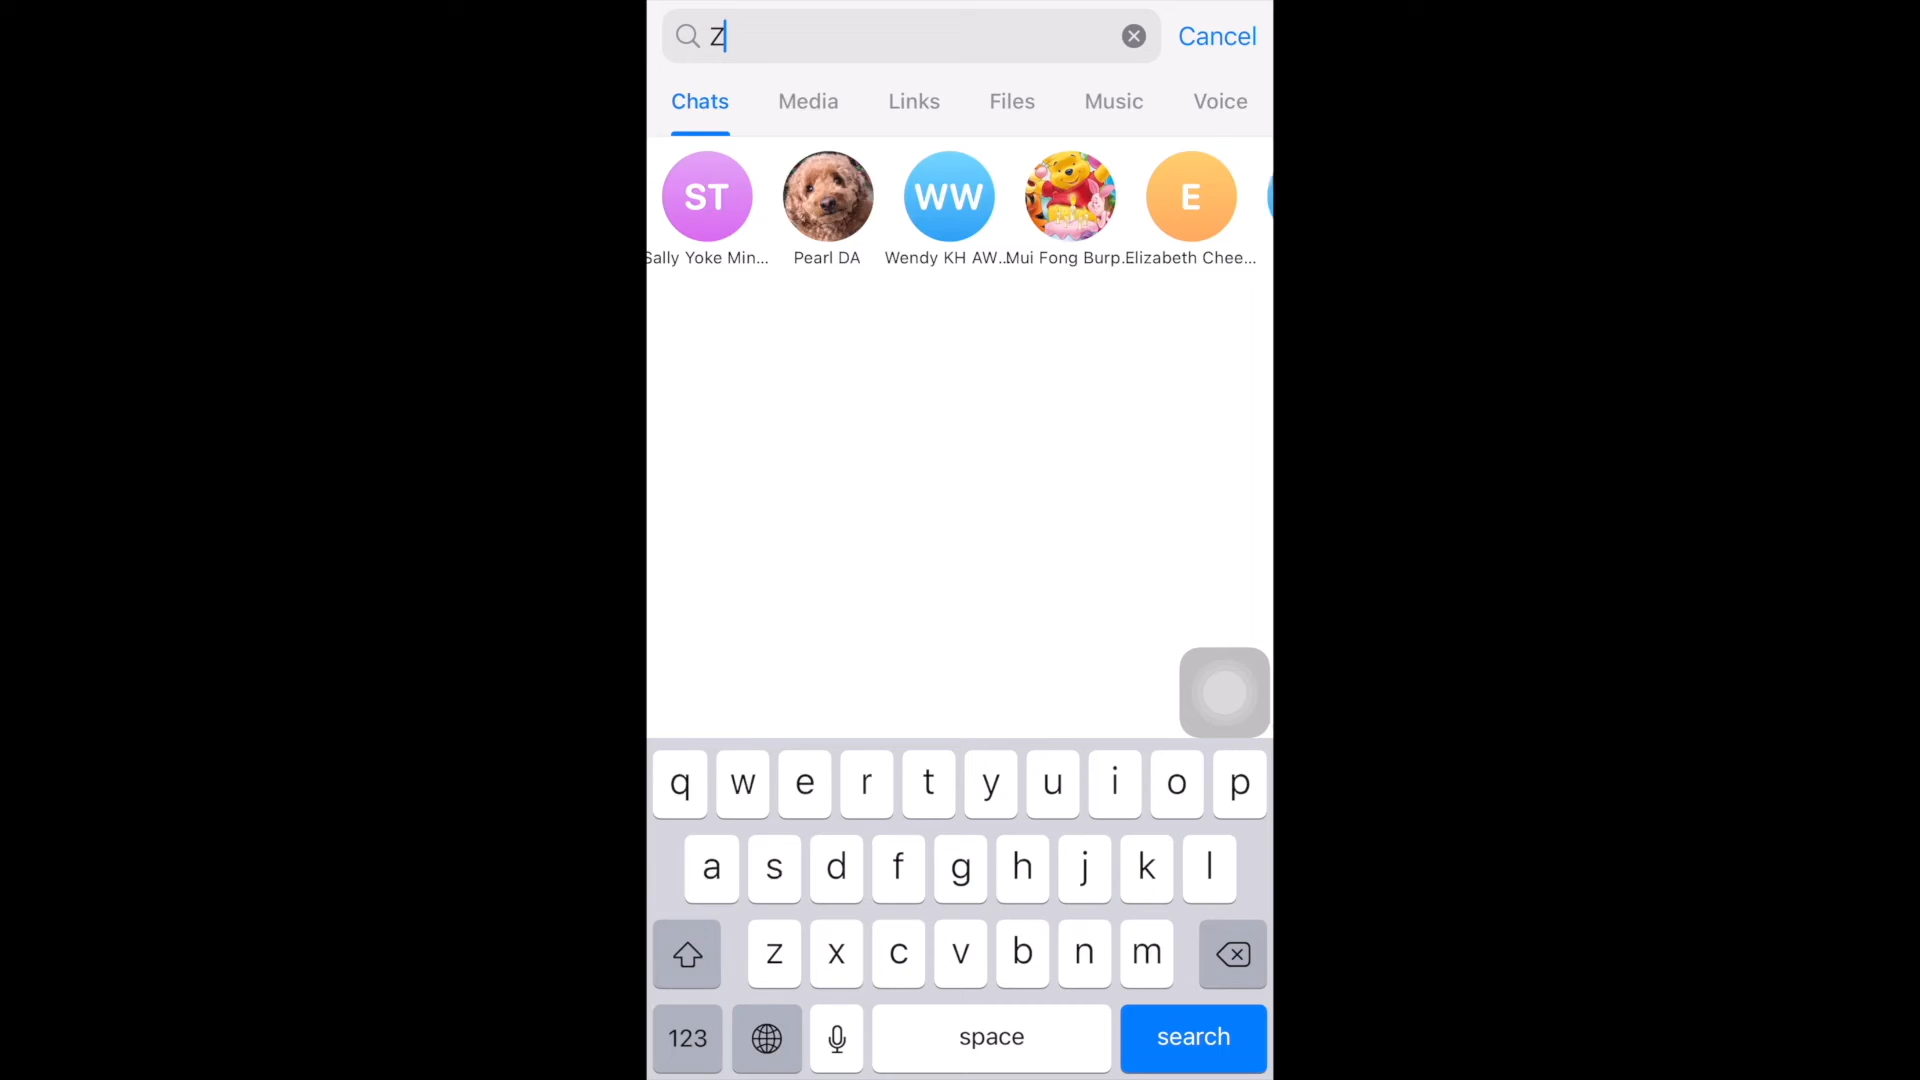 Z
Cancel
Chats Media Links Files Music Voice
ST WW E
Sally Yoke Min... Pearl DA Wendy KH AW... Mui Fong Burp... Elizabeth Chee...
q w e r t y u i o p
a s d f g h j k l
z x c v b n m
123 space search